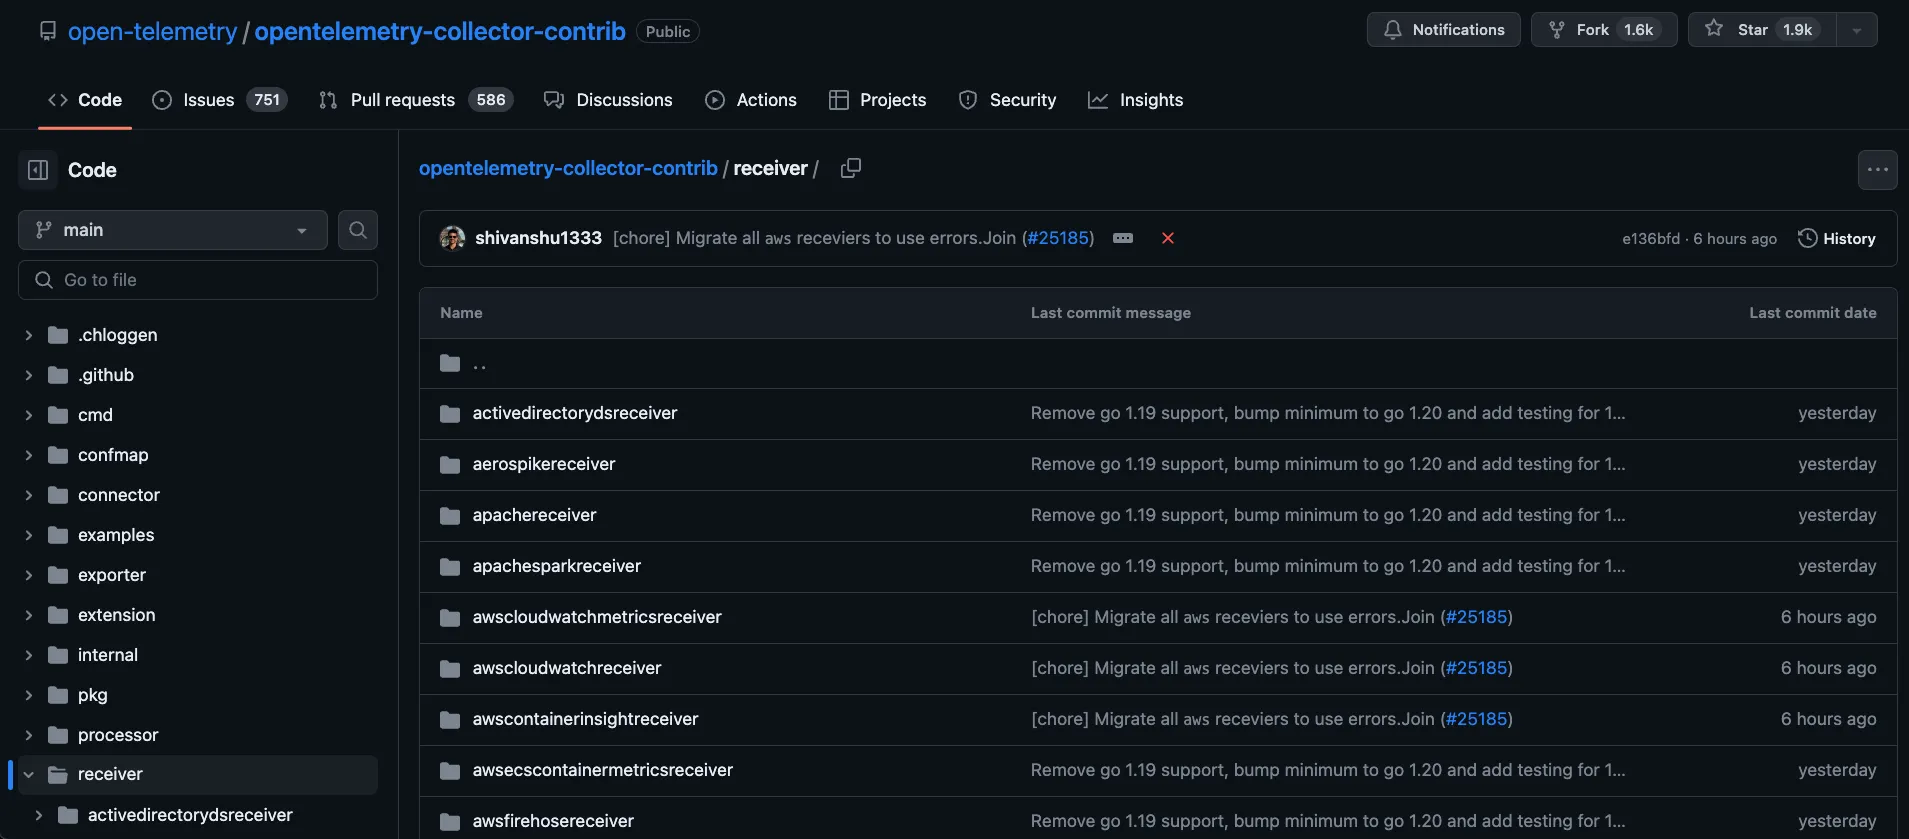 open-telemetry / opentelemetry-collector-contrib Public
Notifications Fork 1.6k Star 1.9k
Code Issues 751 Pull requests 586 Discussions Actions Projects Security Insights
Code
main
Go to file
.chloggen
.github
cmd
confmap
connector
examples
exporter
extension
internal
pkg
processor
receiver
activedirectorydsreceiver
opentelemetry-collector-contrib / receiver /
shivanshu1333 [chore] Migrate all aws receviers to use errors.Join (#25185)
e136bfd · 6 hours ago History
Name Last commit message Last commit date
..
activedirectorydsreceiver Remove go 1.19 support, bump minimum to go 1.20 and add testing for 1... yesterday
aerospikereceiver Remove go 1.19 support, bump minimum to go 1.20 and add testing for 1... yesterday
apachereceiver Remove go 1.19 support, bump minimum to go 1.20 and add testing for 1... yesterday
apachesparkreceiver Remove go 1.19 support, bump minimum to go 1.20 and add testing for 1... yesterday
awscloudwatchmetricsreceiver [chore] Migrate all aws receviers to use errors.Join (#25185) 6 hours ago
awscloudwatchreceiver [chore] Migrate all aws receviers to use errors.Join (#25185) 6 hours ago
awscontainerinsightreceiver [chore] Migrate all aws receviers to use errors.Join (#25185) 6 hours ago
awsecscontainermetricsreceiver Remove go 1.19 support, bump minimum to go 1.20 and add testing for 1... yesterday
awsfirehosereceiver Remove go 1.19 support, bump minimum to go 1.20 and add testing for 1... yesterday